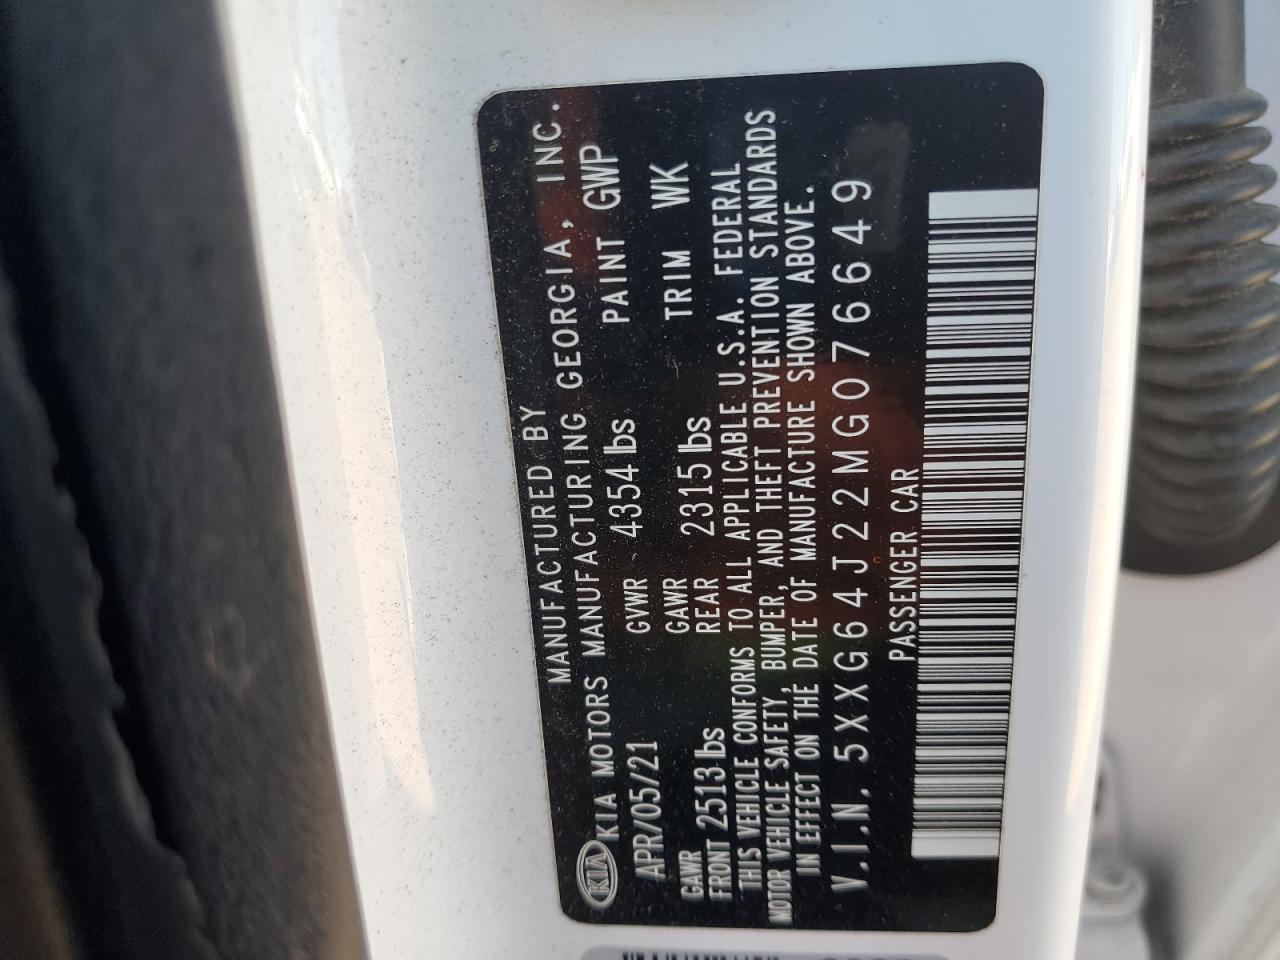 MANUFACTURED BY
KIA KIA MOTORS MANUFACTURING GEORGIA, INC.
APR/05/21 GVWR 4354 lbs PAINT GWP
GAWR FRONT 2513 lbs GAWR REAR 2315 lbs TRIM WK
THIS VEHICLE CONFORMS TO ALL APPLICABLE U.S.A. FEDERAL
MOTOR VEHICLE SAFETY, BUMPER, AND THEFT PREVENTION STANDARDS
IN EFFECT ON THE DATE OF MANUFACTURE SHOWN ABOVE.
V.I.N. 5XXG64J22MG076649
PASSENGER CAR